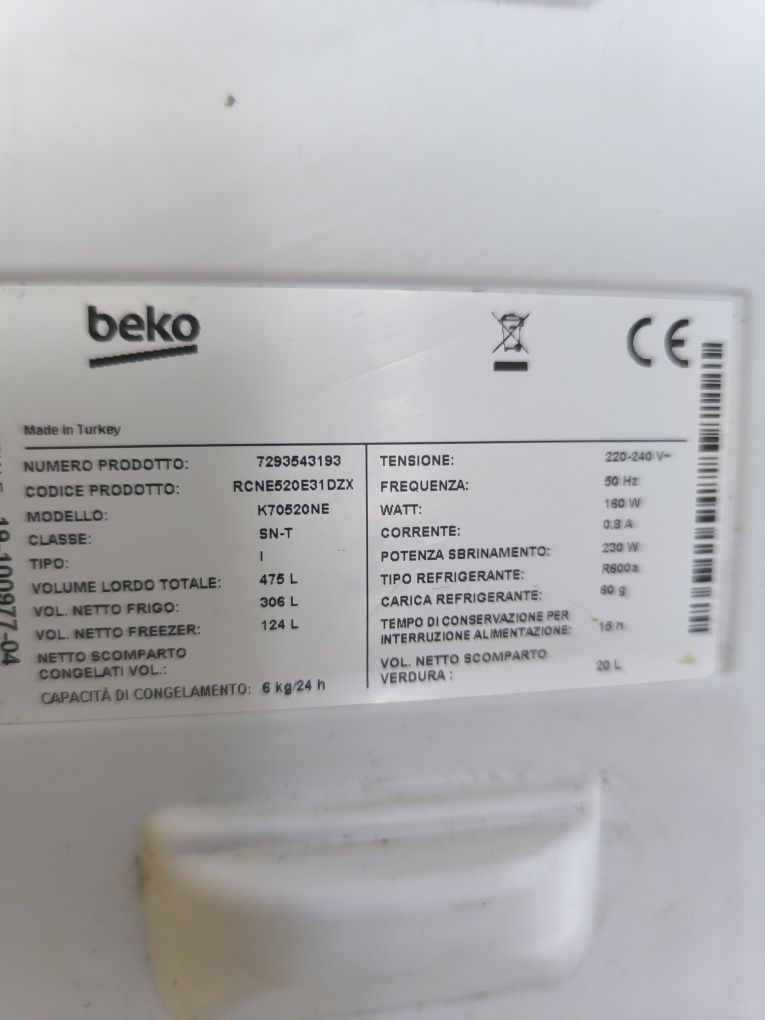 beko
CE
Made in Turkey
NUMERO PRODOTTO: 7293543193
CODICE PRODOTTO: RCNE520E31DZX
MODELLO: K70520NE
CLASSE: SN-T
TIPO: I
VOLUME LORDO TOTALE: 475 L
VOL. NETTO FRIGO: 306 L
VOL. NETTO FREEZER: 124 L
NETTO SCOMPARTO
CONGELATI VOL.:
CAPACITÀ DI CONGELAMENTO: 6 kg/24 h
TENSIONE: 220-240 V~
FREQUENZA: 50 Hz
WATT: 160 W
CORRENTE: 0.8 A
POTENZA SBRINAMENTO: 230 W
TIPO REFRIGERANTE: R600a
CARICA REFRIGERANTE: 60 g
TEMPO DI CONSERVAZIONE PER
INTERRUZIONE ALIMENTAZIONE: 15 h
VOL. NETTO SCOMPARTO
VERDURA : 20 L